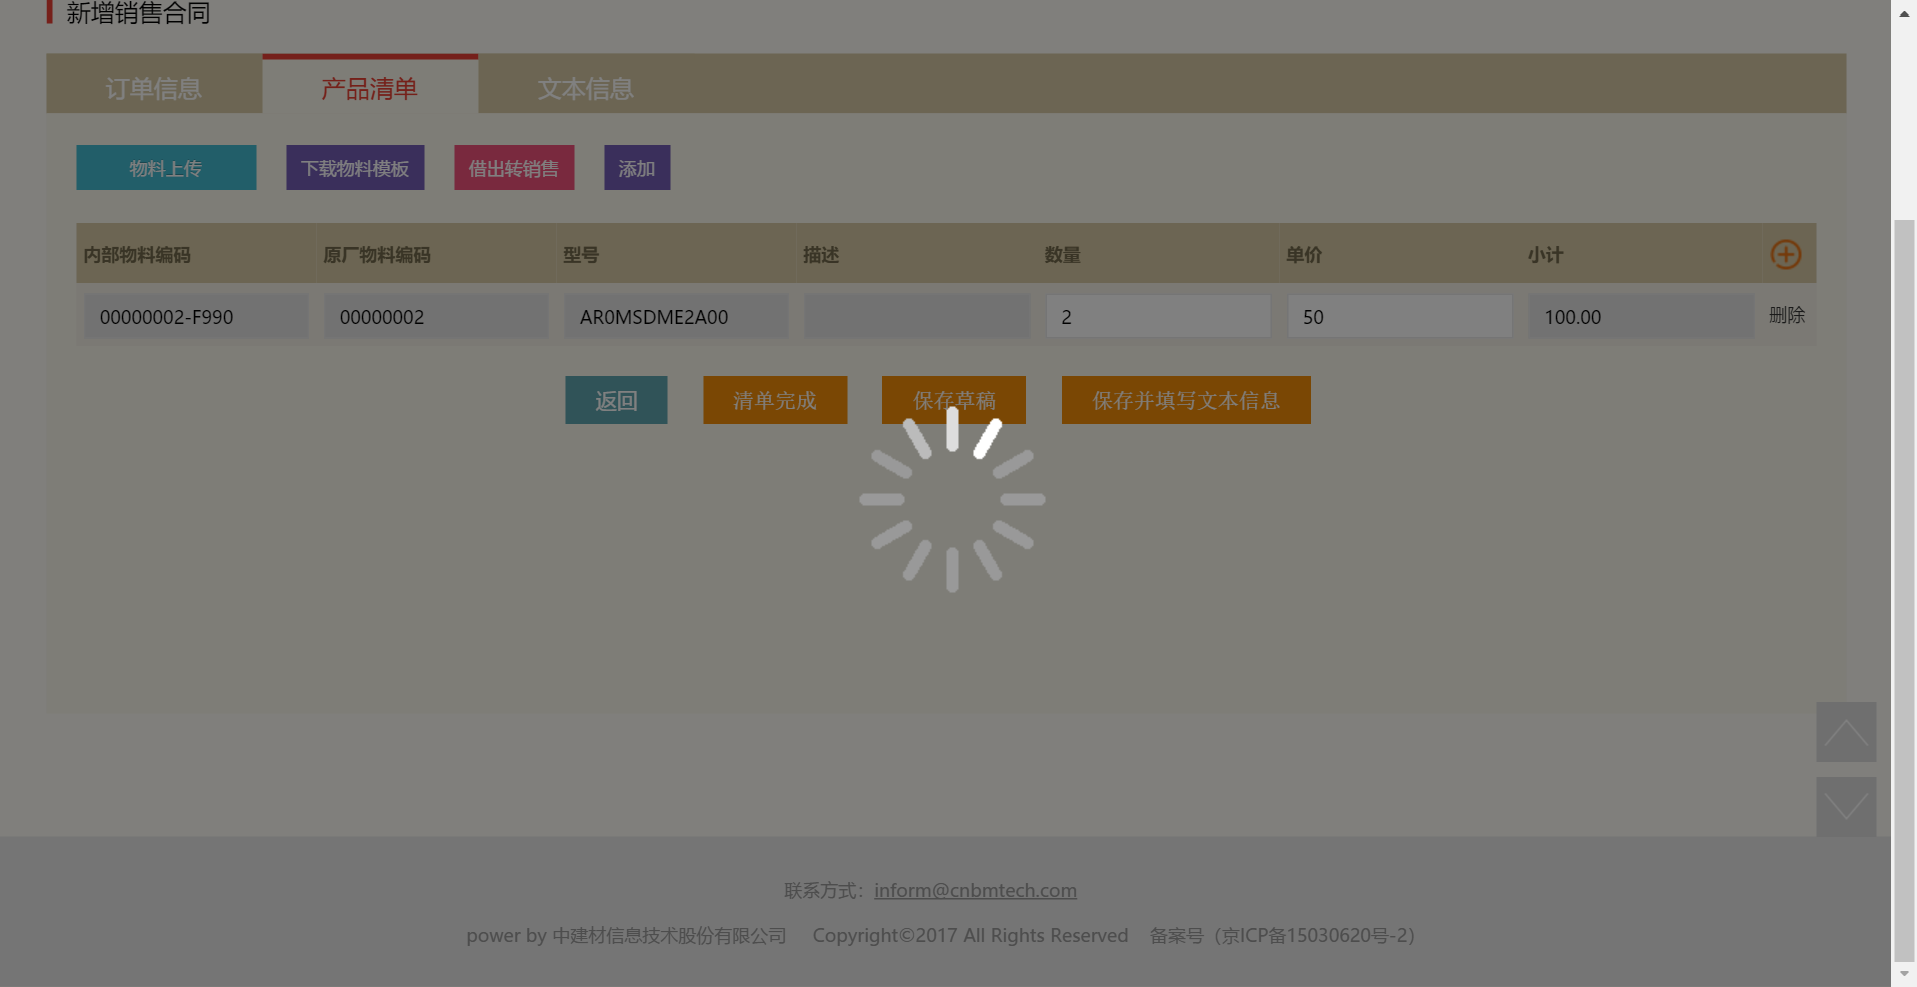 新增销售合同
订单信息 产品清单 文本信息
物料上传 下载物料模板 借出转销售 添加
内部物料编码 原厂物料编码 型号 描述 数量 单价 小计
00000002-F990 00000002 AR0MSDME2A00 2 50 100.00 删除
返回 清单完成 保存草稿 保存并填写文本信息
联系方式：inform@cnbmtech.com
power by 中建材信息技术股份有限公司 Copyright©2017 All Rights Reserved 备案号（京ICP备15030620号-2）